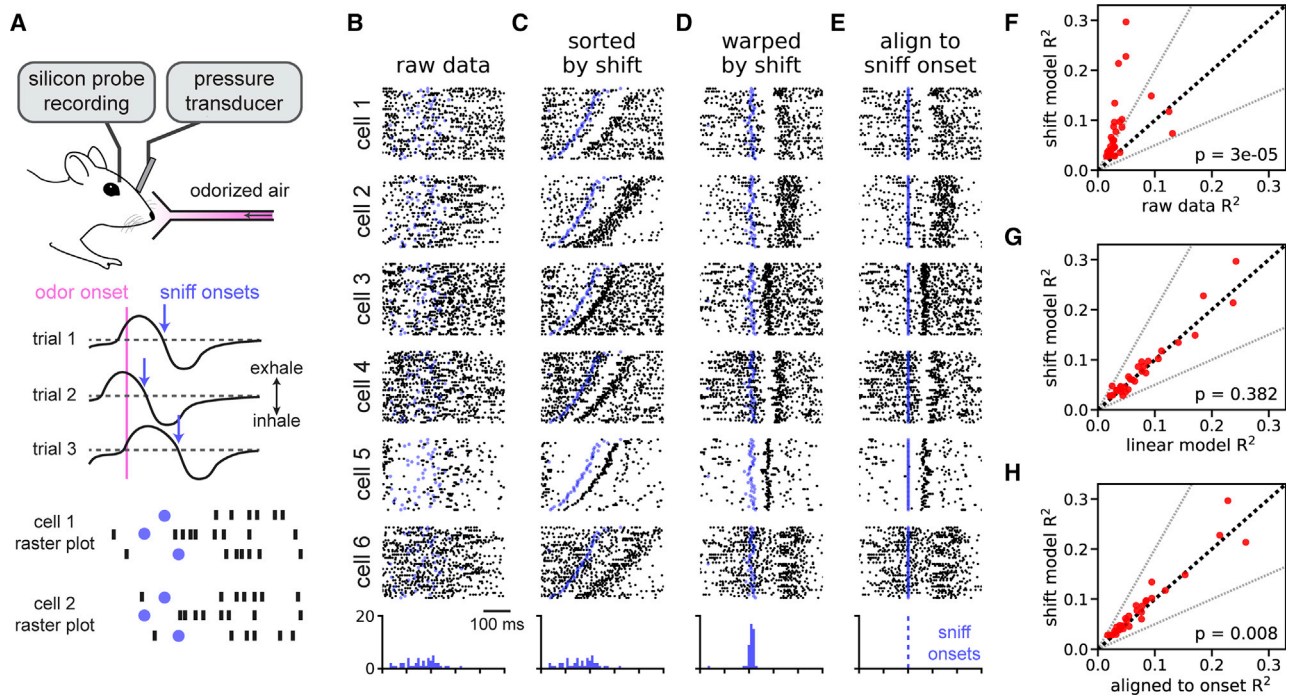 A
silicon probe
recording
pressure
transducer
odorized air
odor onset
sniff onsets
trial 1
trial 2
trial 3
exhale
inhale
cell 1
raster plot
cell 2
raster plot
B
raw data
C
sorted
by shift
D
warped
by shift
E
align to
sniff onset
cell 1
cell 2
cell 3
cell 4
cell 5
cell 6
100 ms
20
0
sniff
onsets
F
shift model R²
0.3
0.2
0.1
0.0
p = 3e-05
0.0 0.1 0.2 0.3
raw data R²
G
shift model R²
0.3
0.2
0.1
0.0
p = 0.382
0.0 0.1 0.2 0.3
linear model R²
H
shift model R²
0.3
0.2
0.1
0.0
p = 0.008
0.0 0.1 0.2 0.3
aligned to onset R²